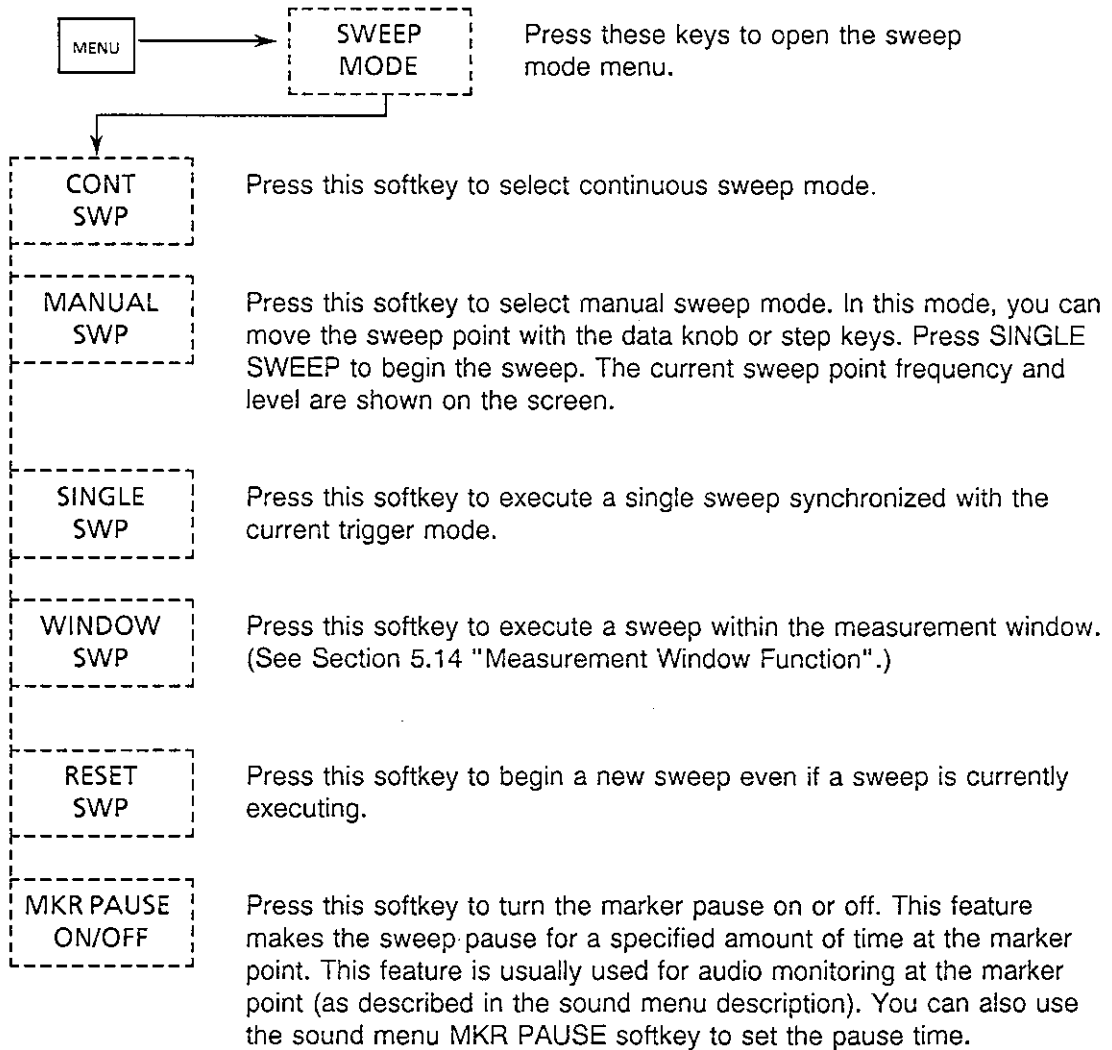 MENU
SWEEP
MODE
Press these keys to open the sweep
mode menu.
CONT
SWP
Press this softkey to select continuous sweep mode.
MANUAL
SWP
Press this softkey to select manual sweep mode. In this mode, you can
move the sweep point with the data knob or step keys. Press SINGLE
SWEEP to begin the sweep. The current sweep point frequency and
level are shown on the screen.
SINGLE
SWP
Press this softkey to execute a single sweep synchronized with the
current trigger mode.
WINDOW
SWP
Press this softkey to execute a sweep within the measurement window.
(See Section 5.14 "Measurement Window Function".)
RESET
SWP
Press this softkey to begin a new sweep even if a sweep is currently
executing.
MKR PAUSE
ON/OFF
Press this softkey to turn the marker pause on or off. This feature
makes the sweep pause for a specified amount of time at the marker
point. This feature is usually used for audio monitoring at the marker
point (as described in the sound menu description). You can also use
the sound menu MKR PAUSE softkey to set the pause time.